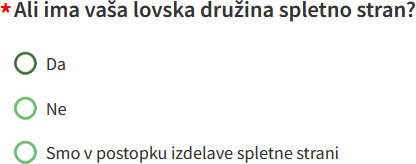 * Ali ima vaša lovska družina spletno stran?
Da
Ne
Smo v postopku izdelave spletne strani